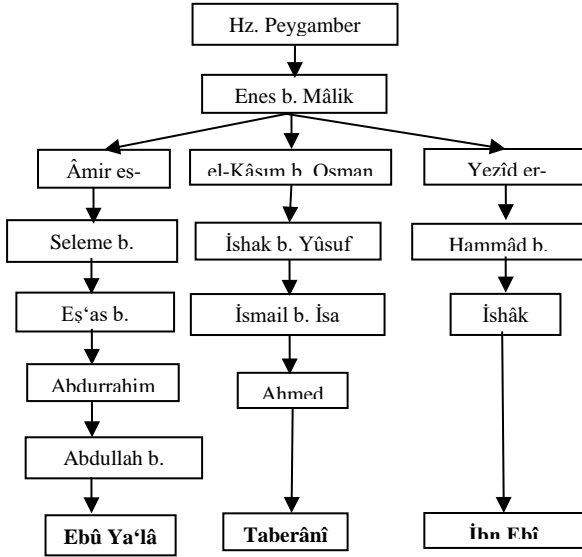 Hz. Peygamber
Enes b. Mâlik
Âmir es-
el-Kâsım b. Osman
Yezîd er-
Seleme b.
İshak b. Yûsuf
Hammâd b.
Eş‘as b.
İsmail b. İsa
İshâk
Abdurrahim
Ahmed
Abdullah b.
Ebû Ya‘lâ
Taberânî
İbn Ebî